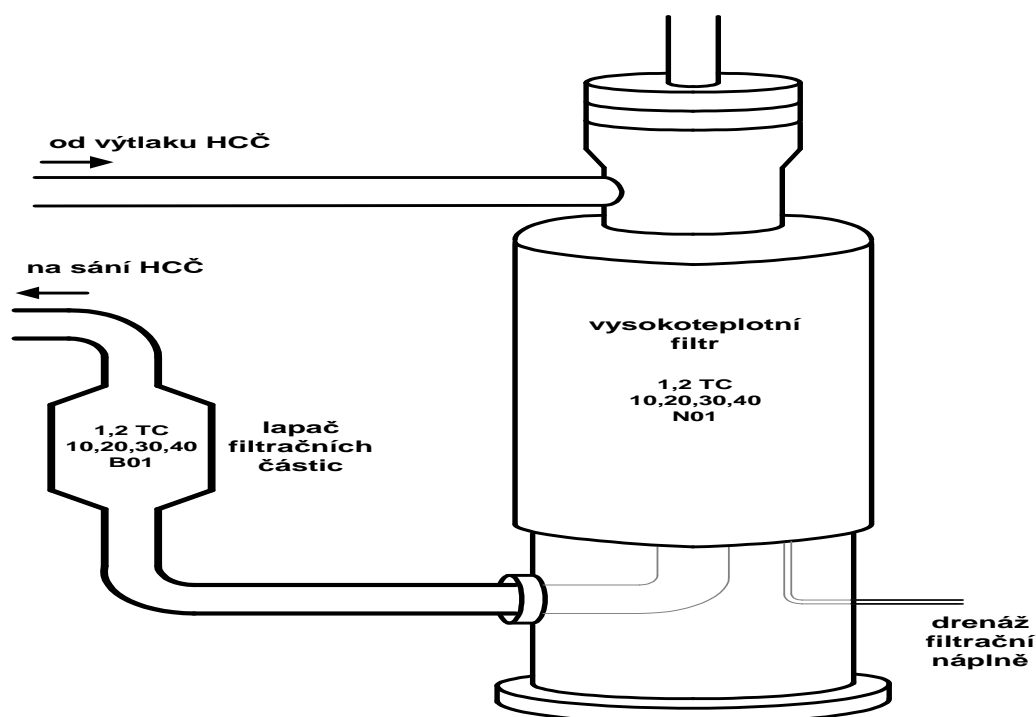 od výtlaku HCČ
na sání HCČ
vysokoteplotní
filtr
1,2 TC
10,20,30,40
N01
1,2 TC
10,20,30,40
B01
lapač
filtračních
částic
drenáž
filtrační
náplně